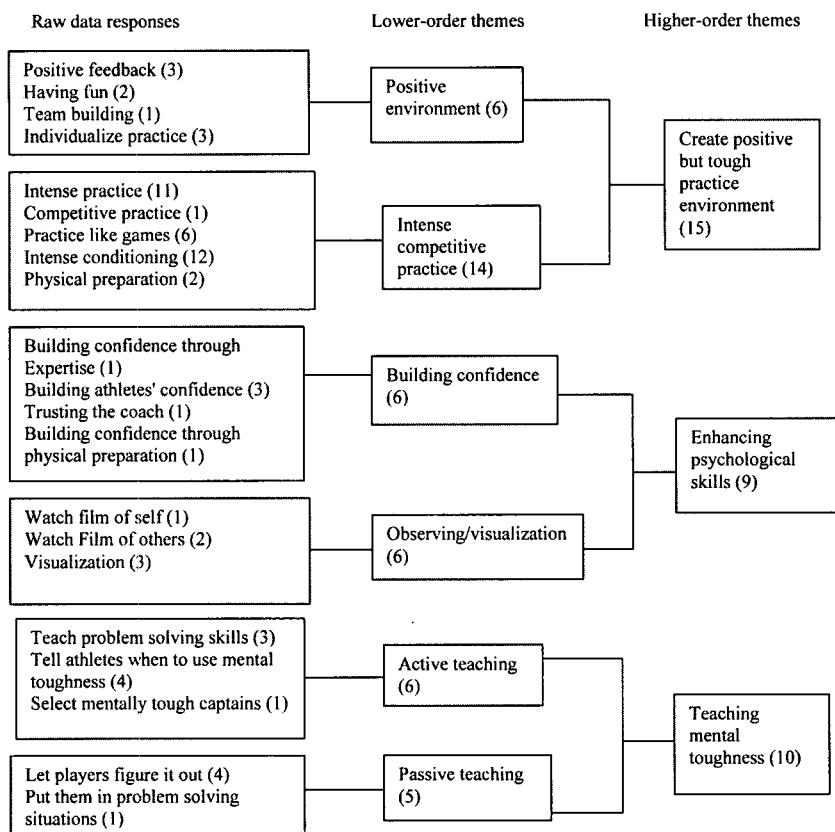 Raw data responses
Lower-order themes
Higher-order themes
Positive feedback (3)
Having fun (2)
Team building (1)
Individualize practice (3)
Positive
environment (6)
Create positive
but tough
practice
environment
(15)
Intense practice (11)
Competitive practice (1)
Practice like games (6)
Intense conditioning (12)
Physical preparation (2)
Intense
competitive
practice (14)
Building confidence through
Expertise (1)
Building athletes' confidence (3)
Trusting the coach (1)
Building confidence through
physical preparation (1)
Building confidence
(6)
Enhancing
psychological
skills (9)
Watch film of self (1)
Watch Film of others (2)
Visualization (3)
Observing/visualization
(6)
Teach problem solving skills (3)
Tell athletes when to use mental
toughness (4)
Select mentally tough captains (1)
Active teaching
(6)
Teaching
mental
toughness (10)
Let players figure it out (4)
Put them in problem solving
situations (1)
Passive teaching
(5)